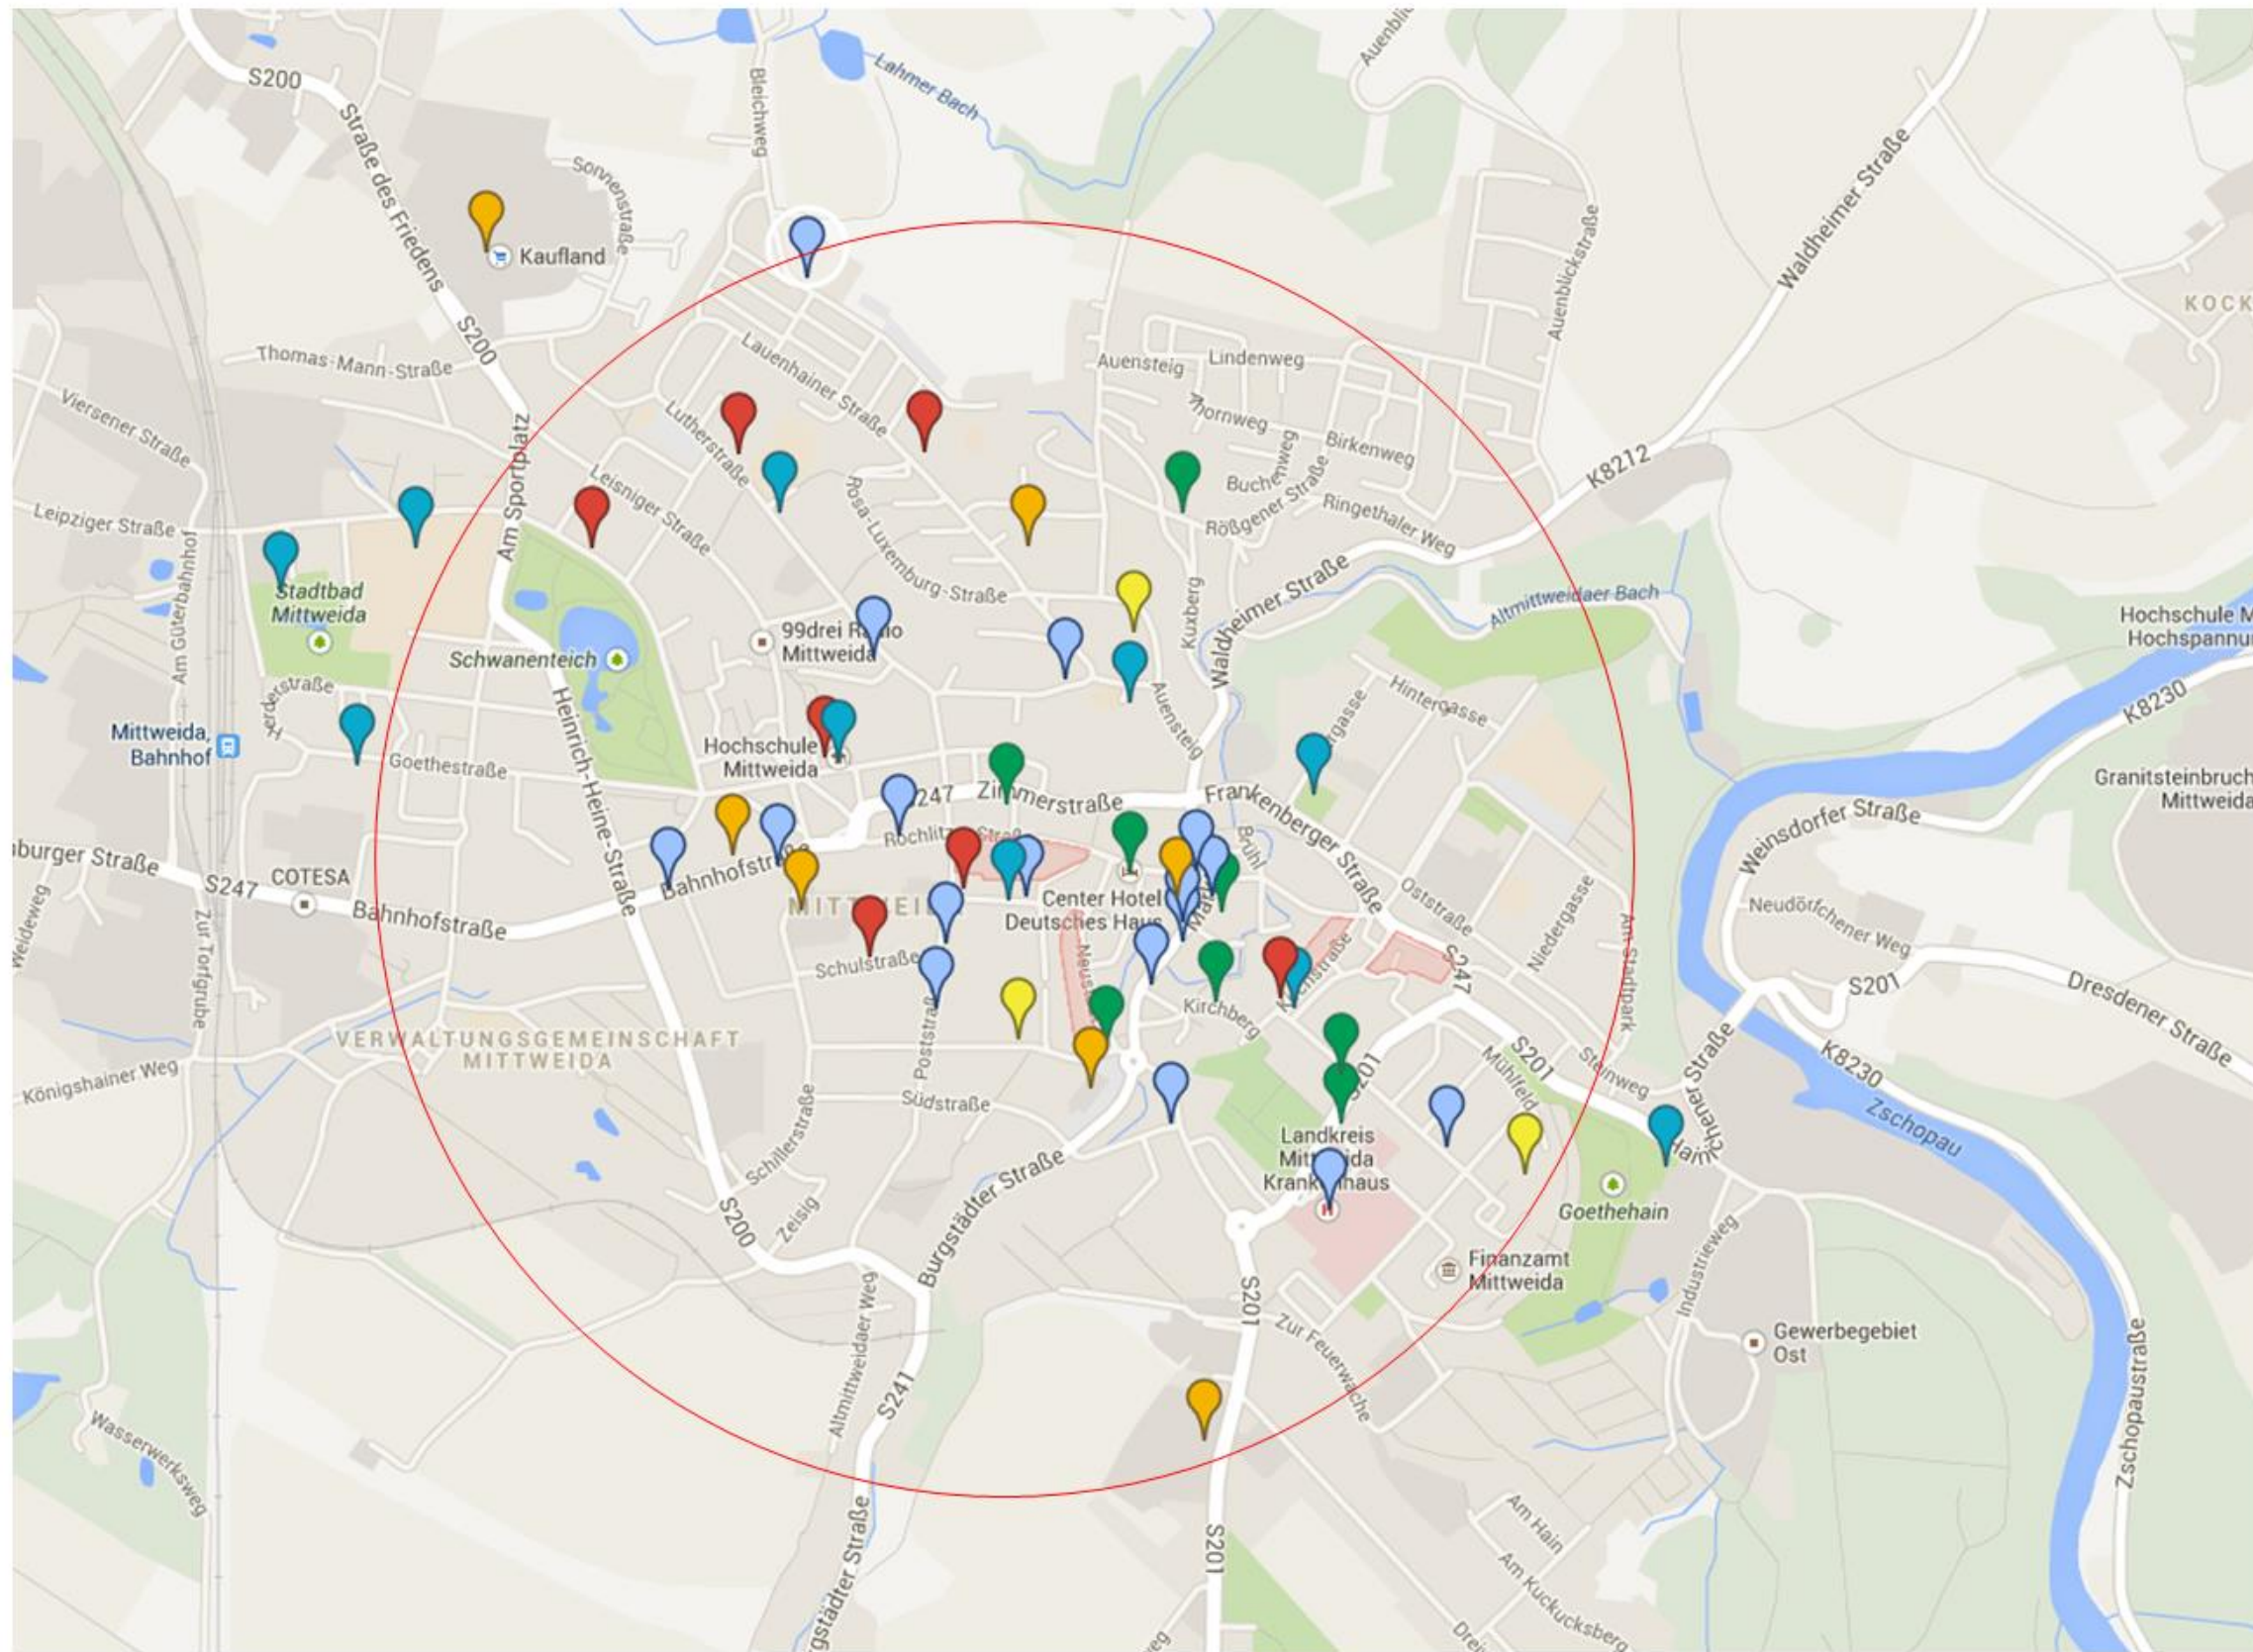 S200
Bleichweg
Lahmer Bach
Straße des Friedens
Sonnenstraße
Kaufland
Auenblickstraße
Waldheimer Straße
KOCK
S200
Thomas-Mann-Straße
Lauenhainer Straße
Auensteig
Lindenweg
Viersener Straße
Am Sportplatz
Lutherstraße
Thornweg
Birkenweg
K8212
Leisniger Straße
Rosa-Luxemburg-Straße
Buchenweg
Rößgener Straße
Ringethaler Weg
Leipziger Straße
Am Güterbahnhof
Stadtbad
Mittweida
Kuxberg
Waldheimer Straße
Altmittweidaer Bach
Hochschule M
Hochspannu
99drei
Mittweida
Schwanenteich
Herderstraße
Heinrich-Heine-Straße
Auensteig
Hintergasse
K8230
Mittweida,
Bahnhof
Goethestraße
Hochschule
Mittweida
Granitsteinbruch
Mittweida
Zimmerstraße
Frankenberger Straße
Weinsdorfer Straße
Brühl
burger Straße
S247
COTESA
Bahnhofstraße
Bahnhofstraße
Center Hotel
Deutsches Haus
Oststraße
Niedergasse
Neudörfchener Weg
Weideweg
Zur Torfgrube
Schulstraße
S247
Am Stadtpark
S201
Dresdener Straße
Kirchberg
VERWALTUNGSGEMEINSCHAFT
MITTWEIDA
Poststraß
S201
Mühlfeld
Steinweg
K8230
Königshainer Weg
Südstraße
Schillerstraße
Zschopau
Landkreis
Burgstädter Straße
Goethehain
S200
Zeisig
Industrieweg
Finanzamt
Mittweida
Altmittweidaer Weg
S201
Zur Feuerwache
Gewerbegebiet
Ost
Zschopaustraße
S241
Wasserwerksweg
Am Hain
gstädter Straße
S201
Am Kuckucksberg